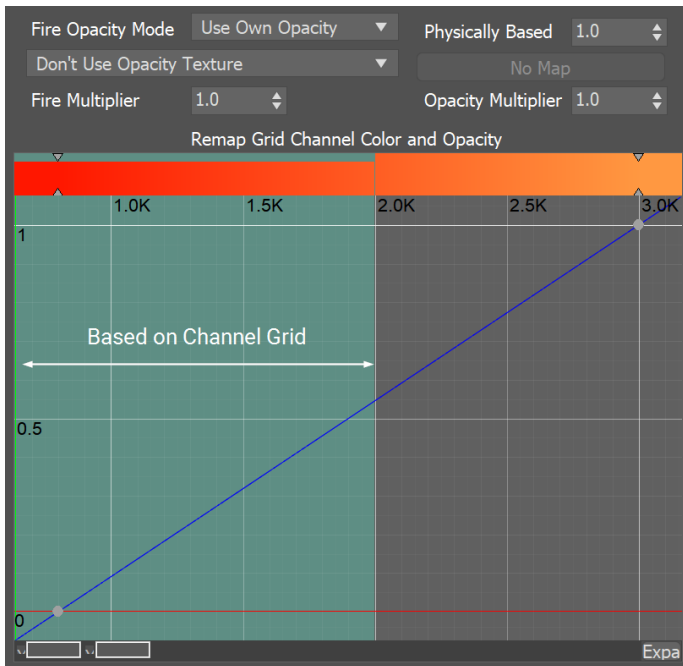 Fire Opacity Mode Use Own Opacity Physically Based 1.0
Don't Use Opacity Texture No Map
Fire Multiplier 1.0 Opacity Multiplier 1.0
Remap Grid Channel Color and Opacity
1.0K 1.5K 2.0K 2.5K 3.0K
1
Based on Channel Grid
0.5
0
Expa